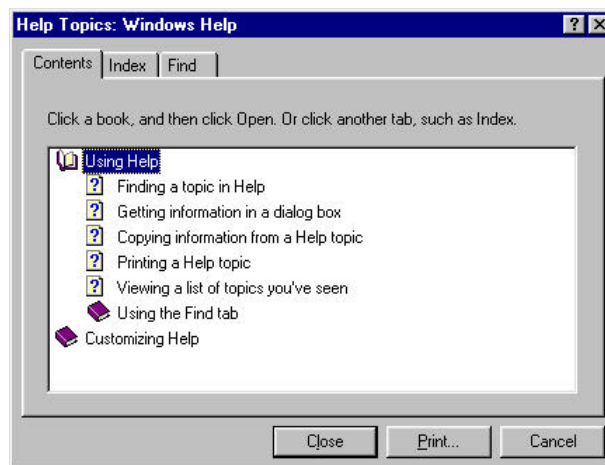 Help Topics: Windows Help
Contents Index Find
Click a book, and then click Open. Or click another tab, such as Index.
Using Help
Finding a topic in Help
Getting information in a dialog box
Copying information from a Help topic
Printing a Help topic
Viewing a list of topics you've seen
Using the Find tab
Customizing Help
Close Print... Cancel